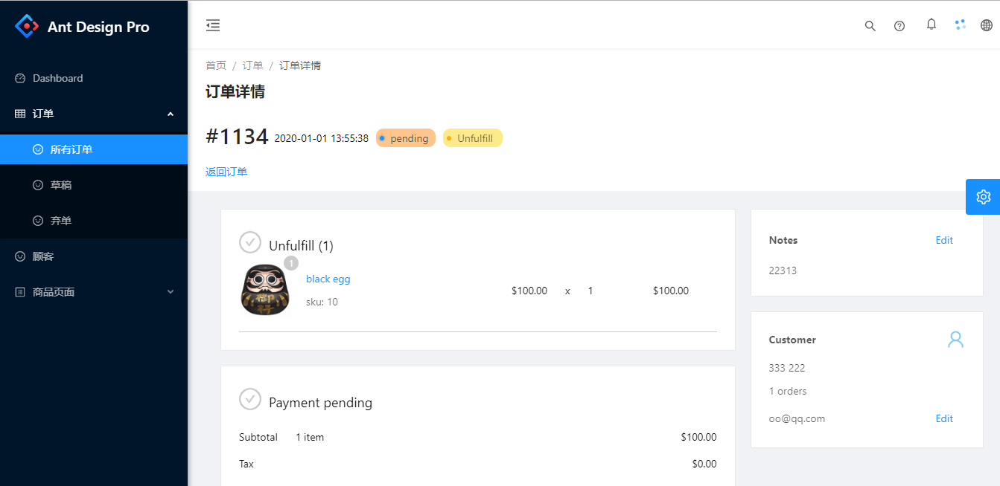 Ant Design Pro
Dashboard
订单
所有订单
草稿
弃单
顾客
商品页面
首页 / 订单 / 订单详情
订单详情
#1134 2020-01-01 13:55:38 pending Unfulfill
返回订单
Unfulfill (1)
1
black egg
sku: 10
$100.00 x 1 $100.00
Payment pending
Subtotal 1 item $100.00
Tax $0.00
Notes Edit
22313
Customer
333 222
1 orders
oo@qq.com Edit